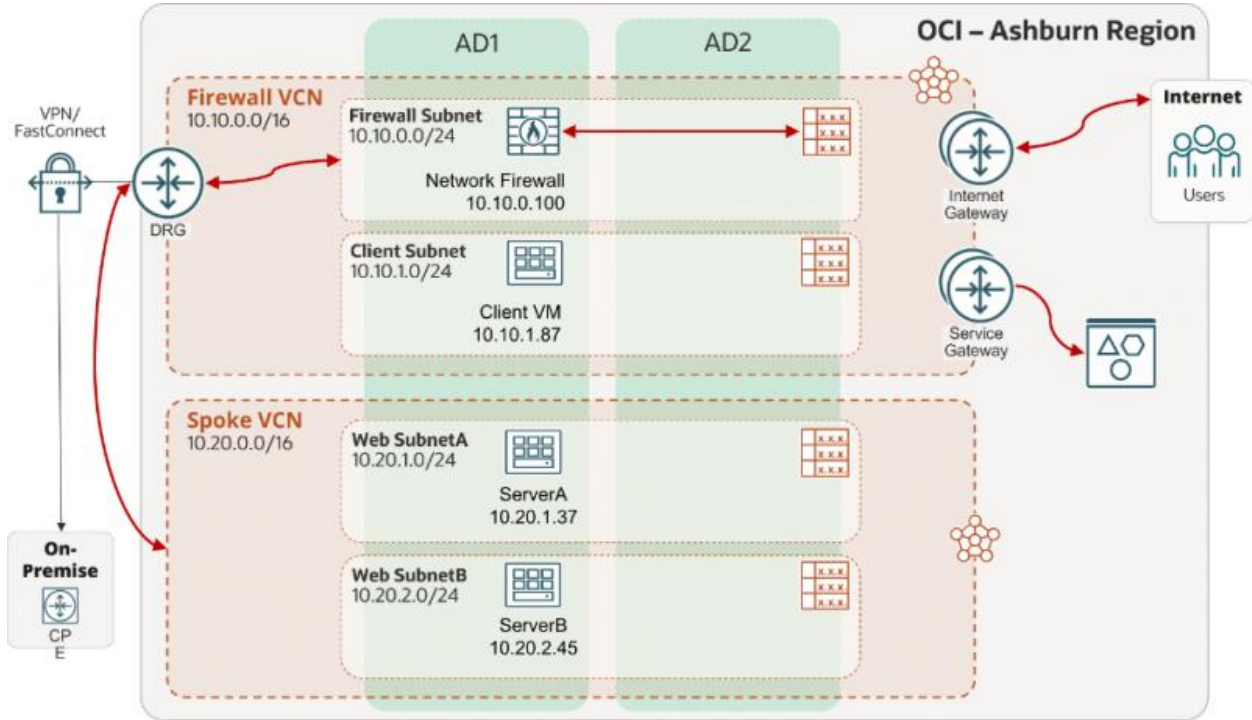 OCI – Ashburn Region
AD1
AD2
VPN/
FastConnect
DRG
On-
Premise
CP
E
Firewall VCN
10.10.0.0/16
Firewall Subnet
10.10.0.0/24
Network Firewall
10.10.0.100
x x x
x x x
x x x
Client Subnet
10.10.1.0/24
Client VM
10.10.1.87
x x x
x x x
x x x
Internet
Gateway
Internet
Users
Service
Gateway
Spoke VCN
10.20.0.0/16
Web SubnetA
10.20.1.0/24
ServerA
10.20.1.37
x x x
x x x
x x x
Web SubnetB
10.20.2.0/24
ServerB
10.20.2.45
x x x
x x x
x x x